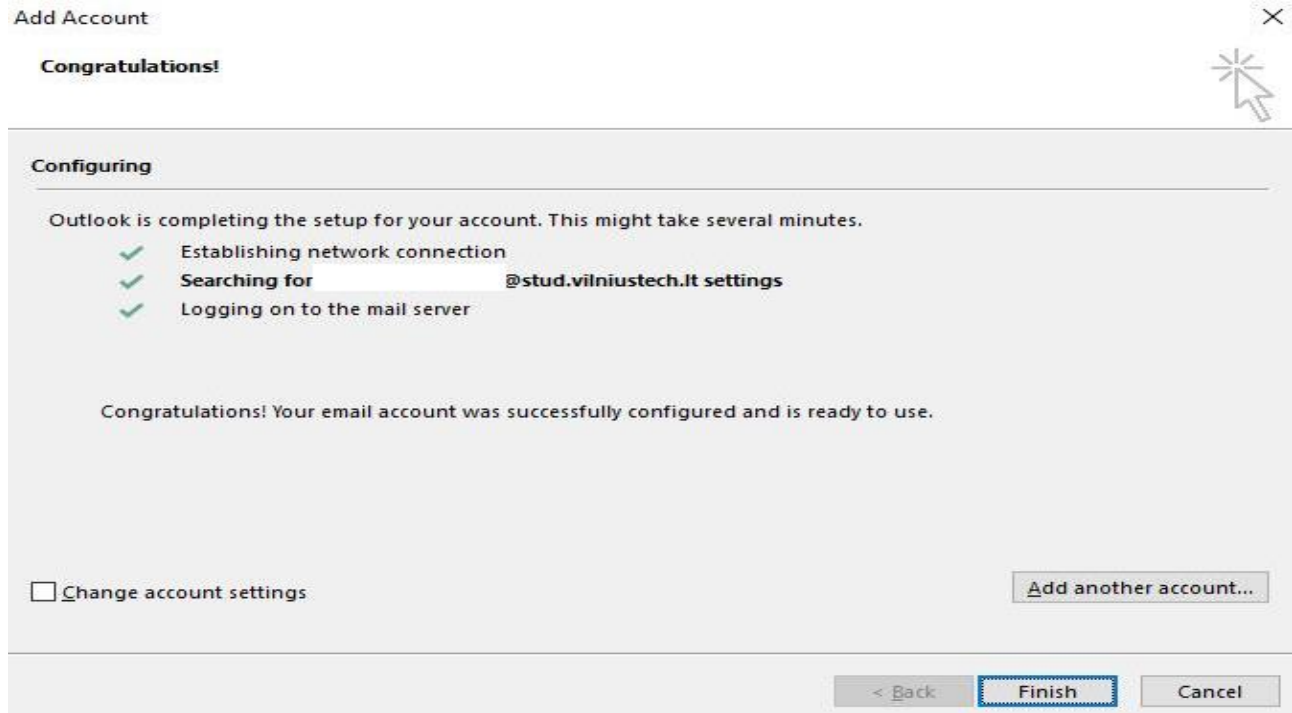 Add Account
Congratulations!
Configuring
Outlook is completing the setup for your account. This might take several minutes.
Establishing network connection
Searching for @stud.vilniustech.lt settings
Logging on to the mail server
Congratulations! Your email account was successfully configured and is ready to use.
Change account settings
Add another account...
< Back Finish Cancel